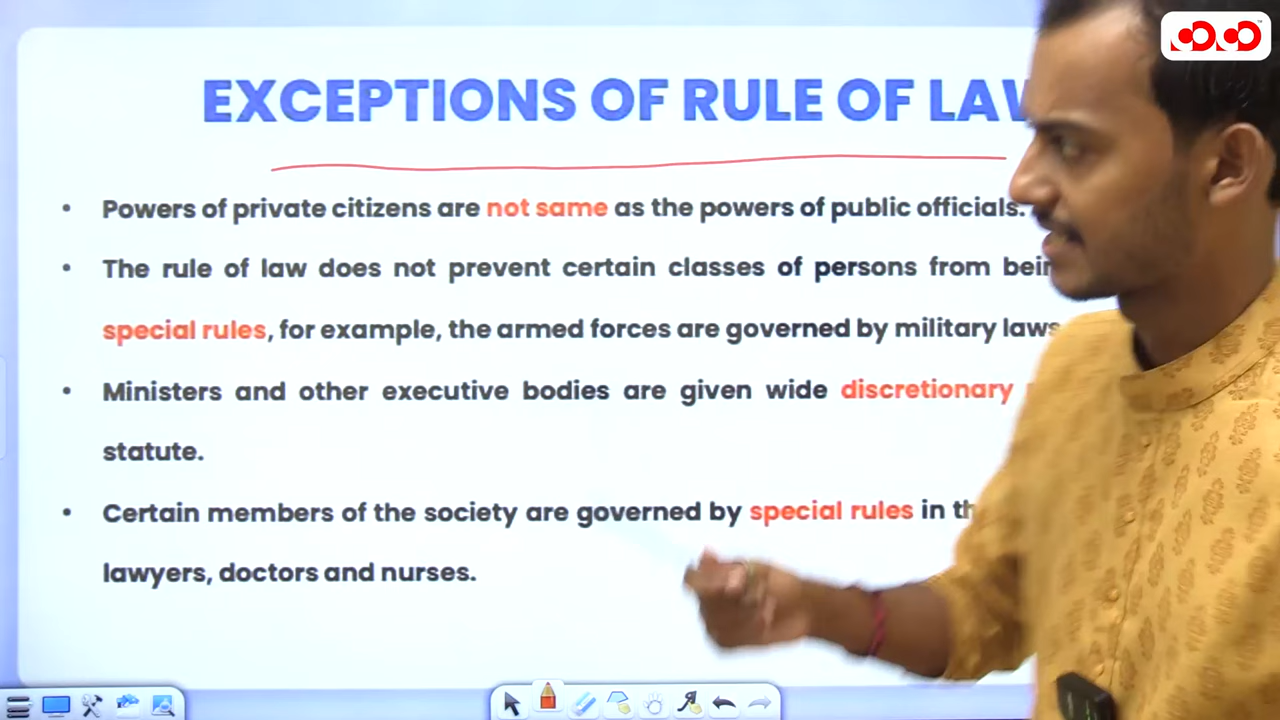 EXCEPTIONS OF RULE OF LAW
• Powers of private citizens are not same as the powers of public officials.
• The rule of law does not prevent certain classes of persons from
special rules, for example, the armed forces are governed by military laws
• Ministers and other executive bodies are given wide discretionary
statute.
• Certain members of the society are governed by special rules in
lawyers, doctors and nurses.